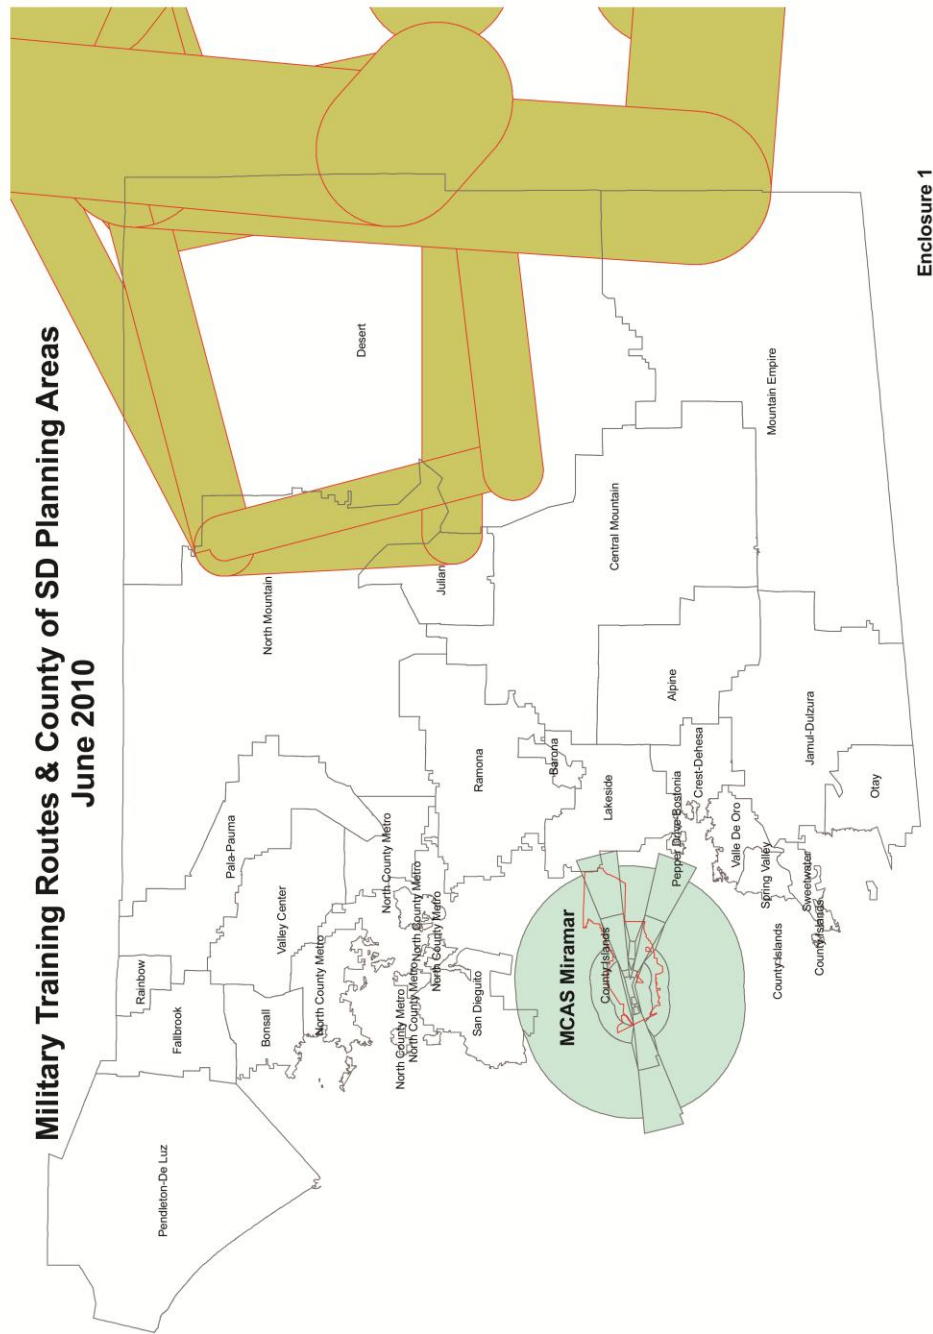 Military Training Routes & County of SD Planning Areas
June 2010
Pendleton-De Luz
Fallbrook
Rainbow
Pala-Pauma
Bonsall
Valley Center
North County Metro
North Mountain
Desert
North County Metro
North County Metro
North County Metro
North County Metro
North County Metro
San Dieguito
Ramona
Julian
Barona
MCAS Miramar
County Islands
Lakeside
Central Mountain
Alpine
Pepper Drive-Bostonia
Crest-Dehesa
Valle De Oro
Spring Valley
Mountain Empire
County Islands
Sweetwater
County Islands
Jamul-Dulzura
Otay
Enclosure 1